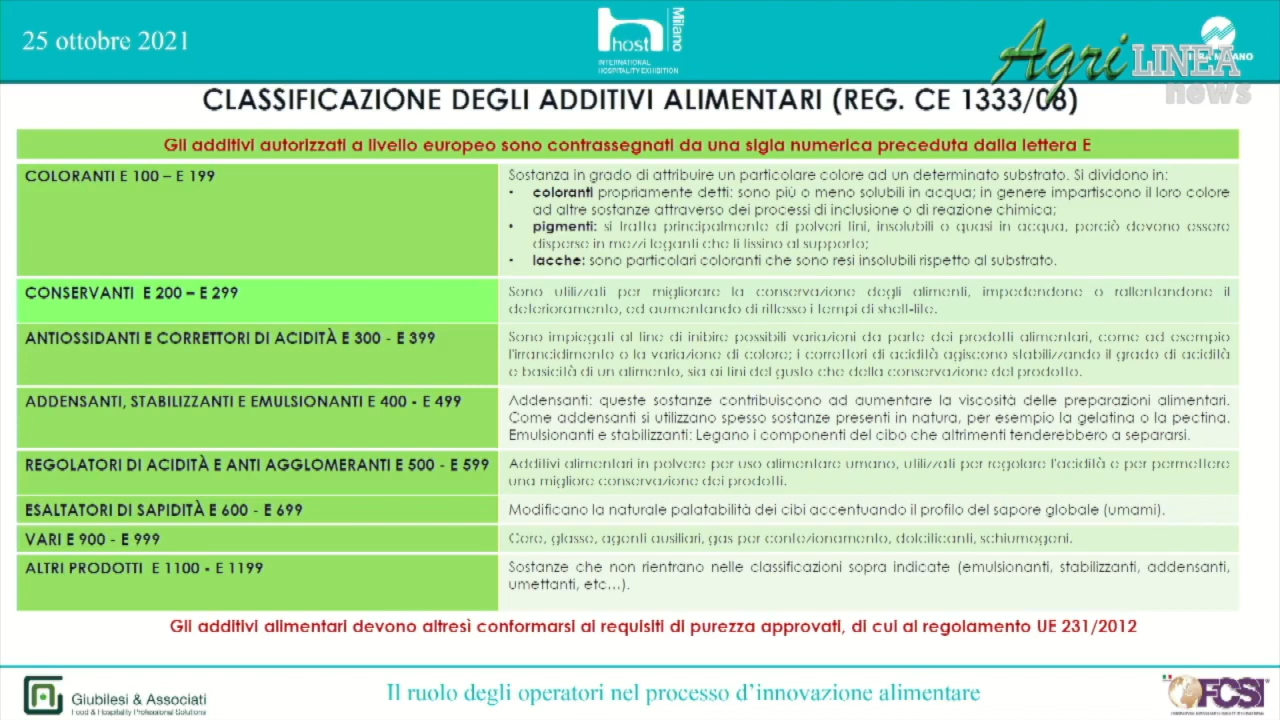 25 ottobre 2021
host
Milano
INTERNATIONAL
HOSPITALITY EXHIBITION
Agri LINEA
news
MILANO
CLASSIFICAZIONE DEGLI ADDITIVI ALIMENTARI (REG. CE 1333/08)
Gli additivi autorizzati a livello europeo sono contrassegnati da una sigla numerica preceduta dalla lettera E
COLORANTI E 100 – E 199
Sostanza in grado di attribuire un particolare colore ad un determinato substrato. Si dividono in:
• coloranti propriamente detti: sono più o meno solubili in acqua; in genere impartiscono il loro colore
ad altre sostanze attraverso dei processi di inclusione o di reazione chimica;
• pigmenti: si tratta principalmente di polveri fini, insolubili o quasi in acqua, perciò devono essere
disperse in mezzi leganti che li fissino al supporto;
• lacche: sono particolari coloranti che sono resi insolubili rispetto al substrato.
CONSERVANTI E 200 – E 299
Sono utilizzati per migliorare la conservazione degli alimenti, impedendone o rallentandone il
deterioramento, ed aumentando di riflesso i tempi di shelf-life.
ANTIOSSIDANTI E CORRETTORI DI ACIDITÀ E 300 - E 399
Sono impiegati al fine di inibire possibili variazioni da parte dei prodotti alimentari, come ad esempio
l'irrancidimento o la variazione di colore; i correttori di acidità agiscono stabilizzando il grado di acidità
e basicità di un alimento, sia ai fini del gusto che della conservazione del prodotto.
ADDENSANTI, STABILIZZANTI E EMULSIONANTI E 400 - E 499
Addensanti: queste sostanze contribuiscono ad aumentare la viscosità delle preparazioni alimentari.
Come addensanti si utilizzano spesso sostanze presenti in natura, per esempio la gelatina o la pectina.
Emulsionanti e stabilizzanti: Legano i componenti del cibo che altrimenti tenderebbero a separarsi.
REGOLATORI DI ACIDITÀ E ANTI AGGLOMERANTI E 500 - E 599
Additivi alimentari in polvere per uso alimentare umano, utilizzati per regolare l'acidità e per permettere
una migliore conservazione dei prodotti.
ESALTATORI DI SAPIDITÀ E 600 - E 699
Modificano la naturale palatabilità dei cibi accentuando il profilo del sapore globale (umami).
VARI E 900 - E 999
Cere, glasse, agenti ausiliari, gas per confezionamento, dolcificanti, schiumogeni.
ALTRI PRODOTTI E 1100 - E 1199
Sostanze che non rientrano nelle classificazioni sopra indicate (emulsionanti, stabilizzanti, addensanti,
umettanti, etc…).
Gli additivi alimentari devono altresì conformarsi ai requisiti di purezza approvati, di cui al regolamento UE 231/2012
Giubilesi & Associati
Food & Hospitality Professional Solutions
Il ruolo degli operatori nel processo d'innovazione alimentare
FCSI